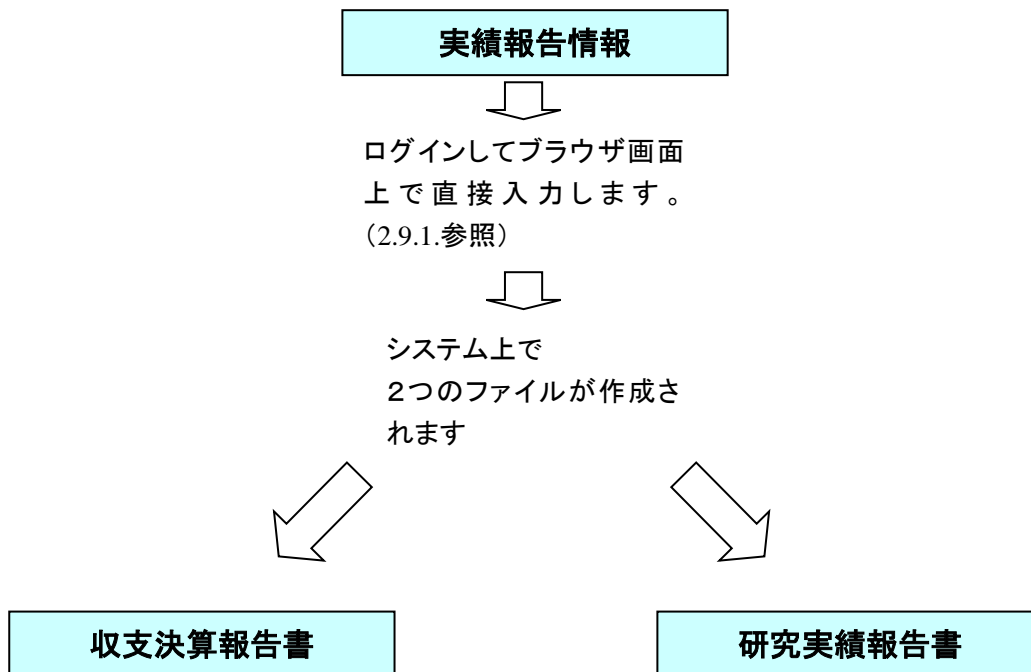 実績報告情報
ログインしてブラウザ画面
上で直接入力します。
（2.9.1.参照）
システム上で
２つのファイルが作成さ
れます
収支決算報告書
研究実績報告書